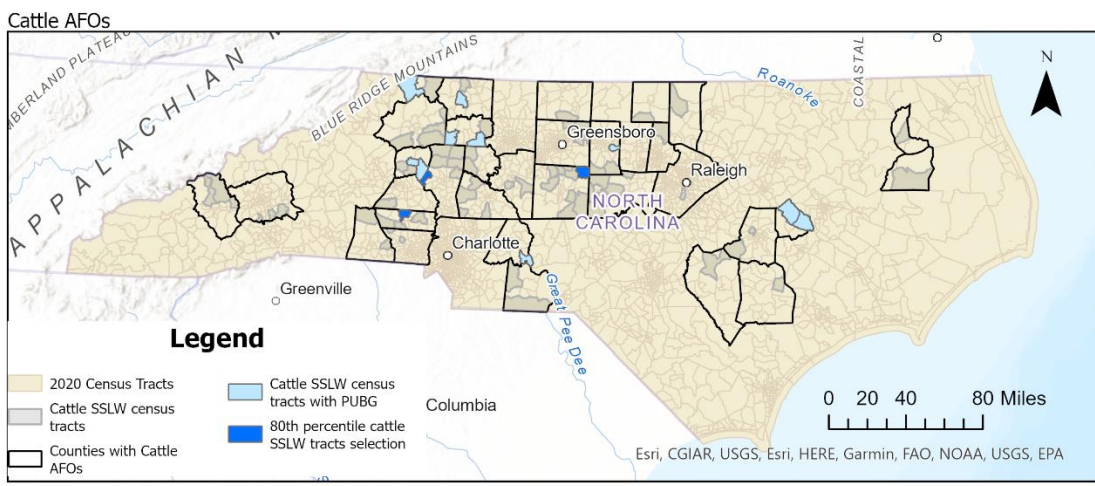 Cattle AFOs
APPALACHIAN M
BLUE RIDGE MOUNTAINS
Roanoke
COASTAL
N
Greensboro
Raleigh
NORTH
CAROLINA
Charlotte
Greenville
Great Pee Dee
Columbia
Legend
2020 Census Tracts
Cattle SSLW census
tracts
Counties with Cattle
AFOs
Cattle SSLW census
tracts with PUBG
80th percentile cattle
SSLW tracts selection
0 20 40 80 Miles
Esri, CGIAR, USGS, Esri, HERE, Garmin, FAO, NOAA, USGS, EPA